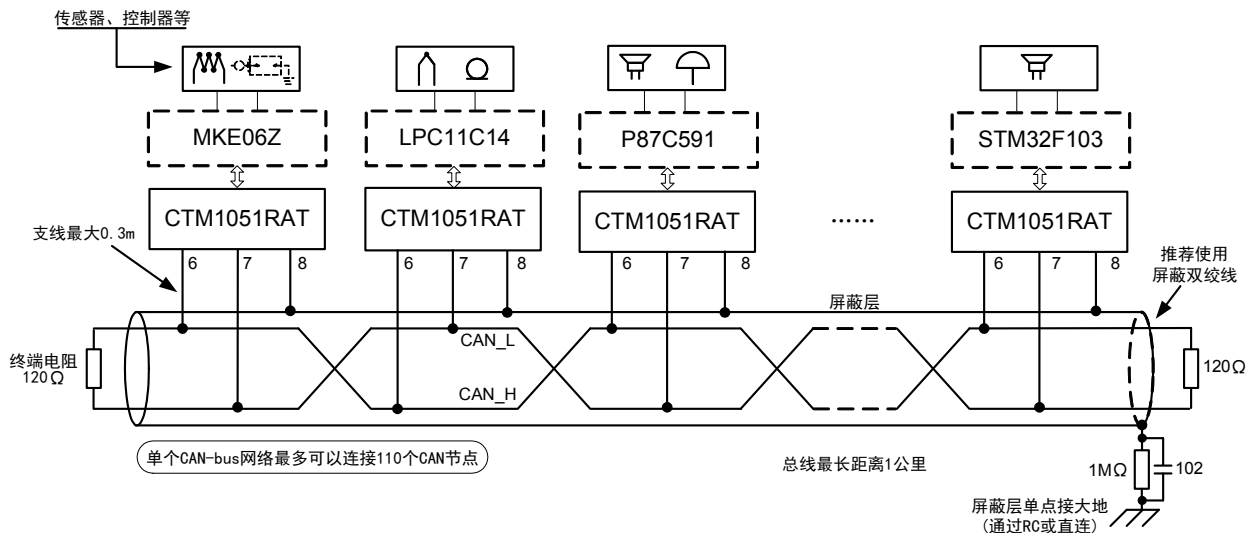 传感器、控制器等
MKE06Z
LPC11C14
P87C591
STM32F103
CTM1051RAT
CTM1051RAT
CTM1051RAT
······
CTM1051RAT
支线最大0.3m
6 7 8
6 7 8
6 7 8
6 7 8
推荐使用
屏蔽双绞线
屏蔽层
CAN_L
终端电阻
120Ω
120Ω
CAN_H
单个CAN-bus网络最多可以连接110个CAN节点
总线最长距离1公里
1MΩ
102
屏蔽层单点接大地
(通过RC或直连)